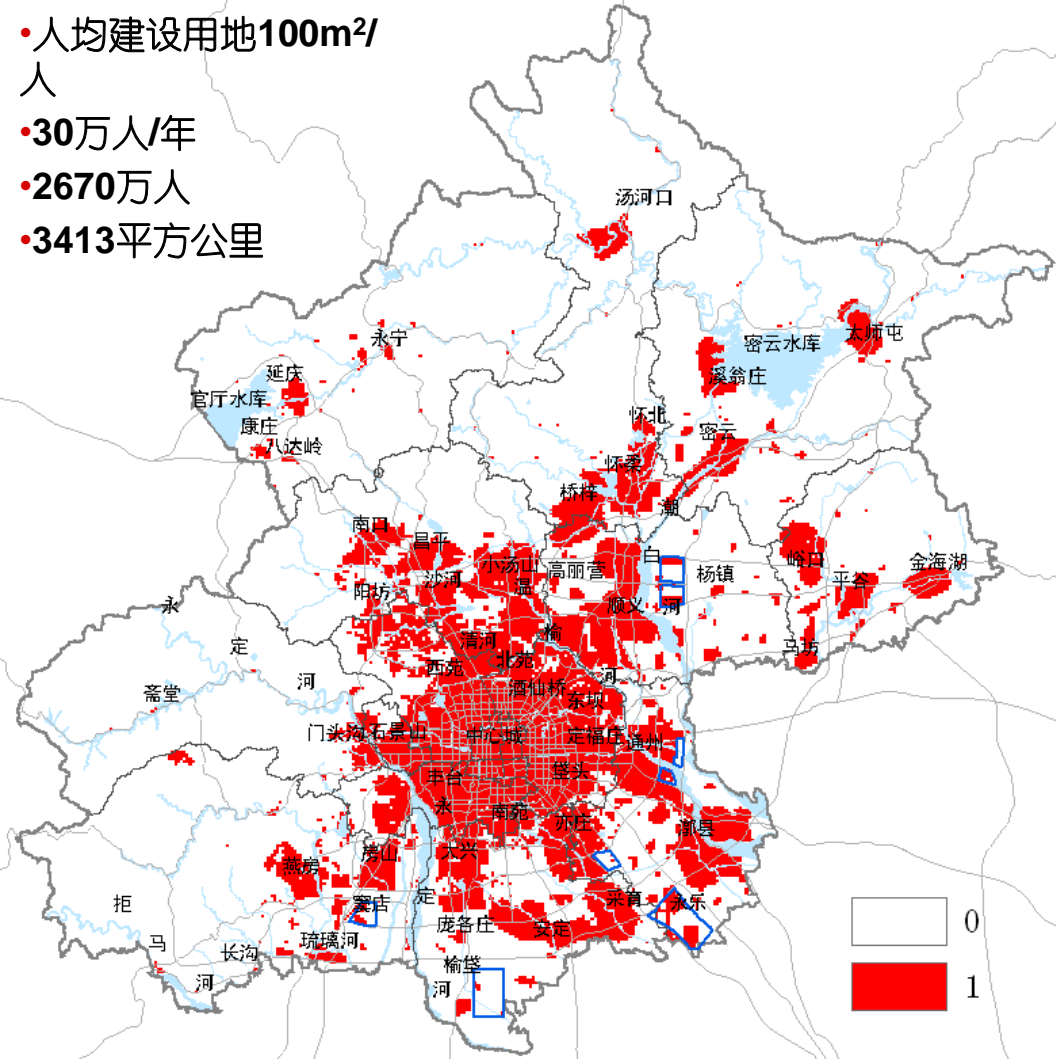 •人均建设用地100m²/
人
•30万人/年
•2670万人
•3413平方公里
汤河口
永宁
密云水库
太师屯
延庆
溪翁庄
官厅水库
怀北
康庄
密云
八达岭
怀柔
桥梓
潮
南口
昌平
白
峪口
金海湖
小汤山
高丽营
杨镇
沙河
温
平谷
阳坊
永
顺义
河
榆
定
清河
马坊
北苑
西苑
河
河
斋堂
酒仙桥
东坝
门头沟
石景山
中心城
定福庄
通州
丰台
垡头
永
南苑
亦庄
漷县
房山
大兴
燕房
定
采育
永乐
拒
窦店
庞各庄
安定
马
琉璃河
长沟
榆垡
河
河
0
1